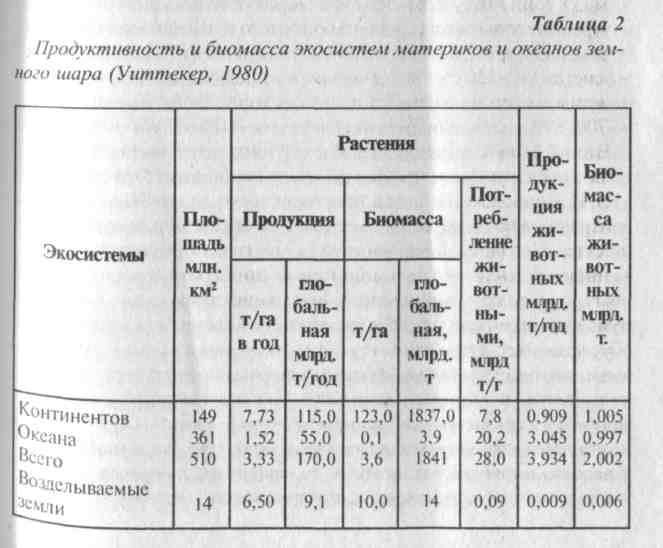 Таблица 2
Продуктивность и биомасса экосистем материков и океанов зем-
ного шара (Уиттекер, 1980)
Экосистемы
Пло-
щадь
млн.
км²
Растения
Продукция
т/га
в год
гло-
баль-
ная
млрд.
т/год
Биомасса
т/га
гло-
баль-
ная,
млрд.
т
Пот-
реб-
ление
жи-
вот-
ны-
ми,
млрд
т/г
Про-
дук-
ция
жи-
вот-
ных
млрд.
т/год
Био-
мас-
са
жи-
вот-
ных
млрд.
т.
Континентов 149 7,73 115,0 123,0 1837,0 7,8 0,909 1,005
Океана 361 1,52 55,0 0,1 3.9 20,2 3.045 0,997
Всего 510 3,33 170,0 3,6 1841 28,0 3,934 2,002
Возделываемые
земли 14 6,50 9,1 10,0 14 0,09 0,009 0,006